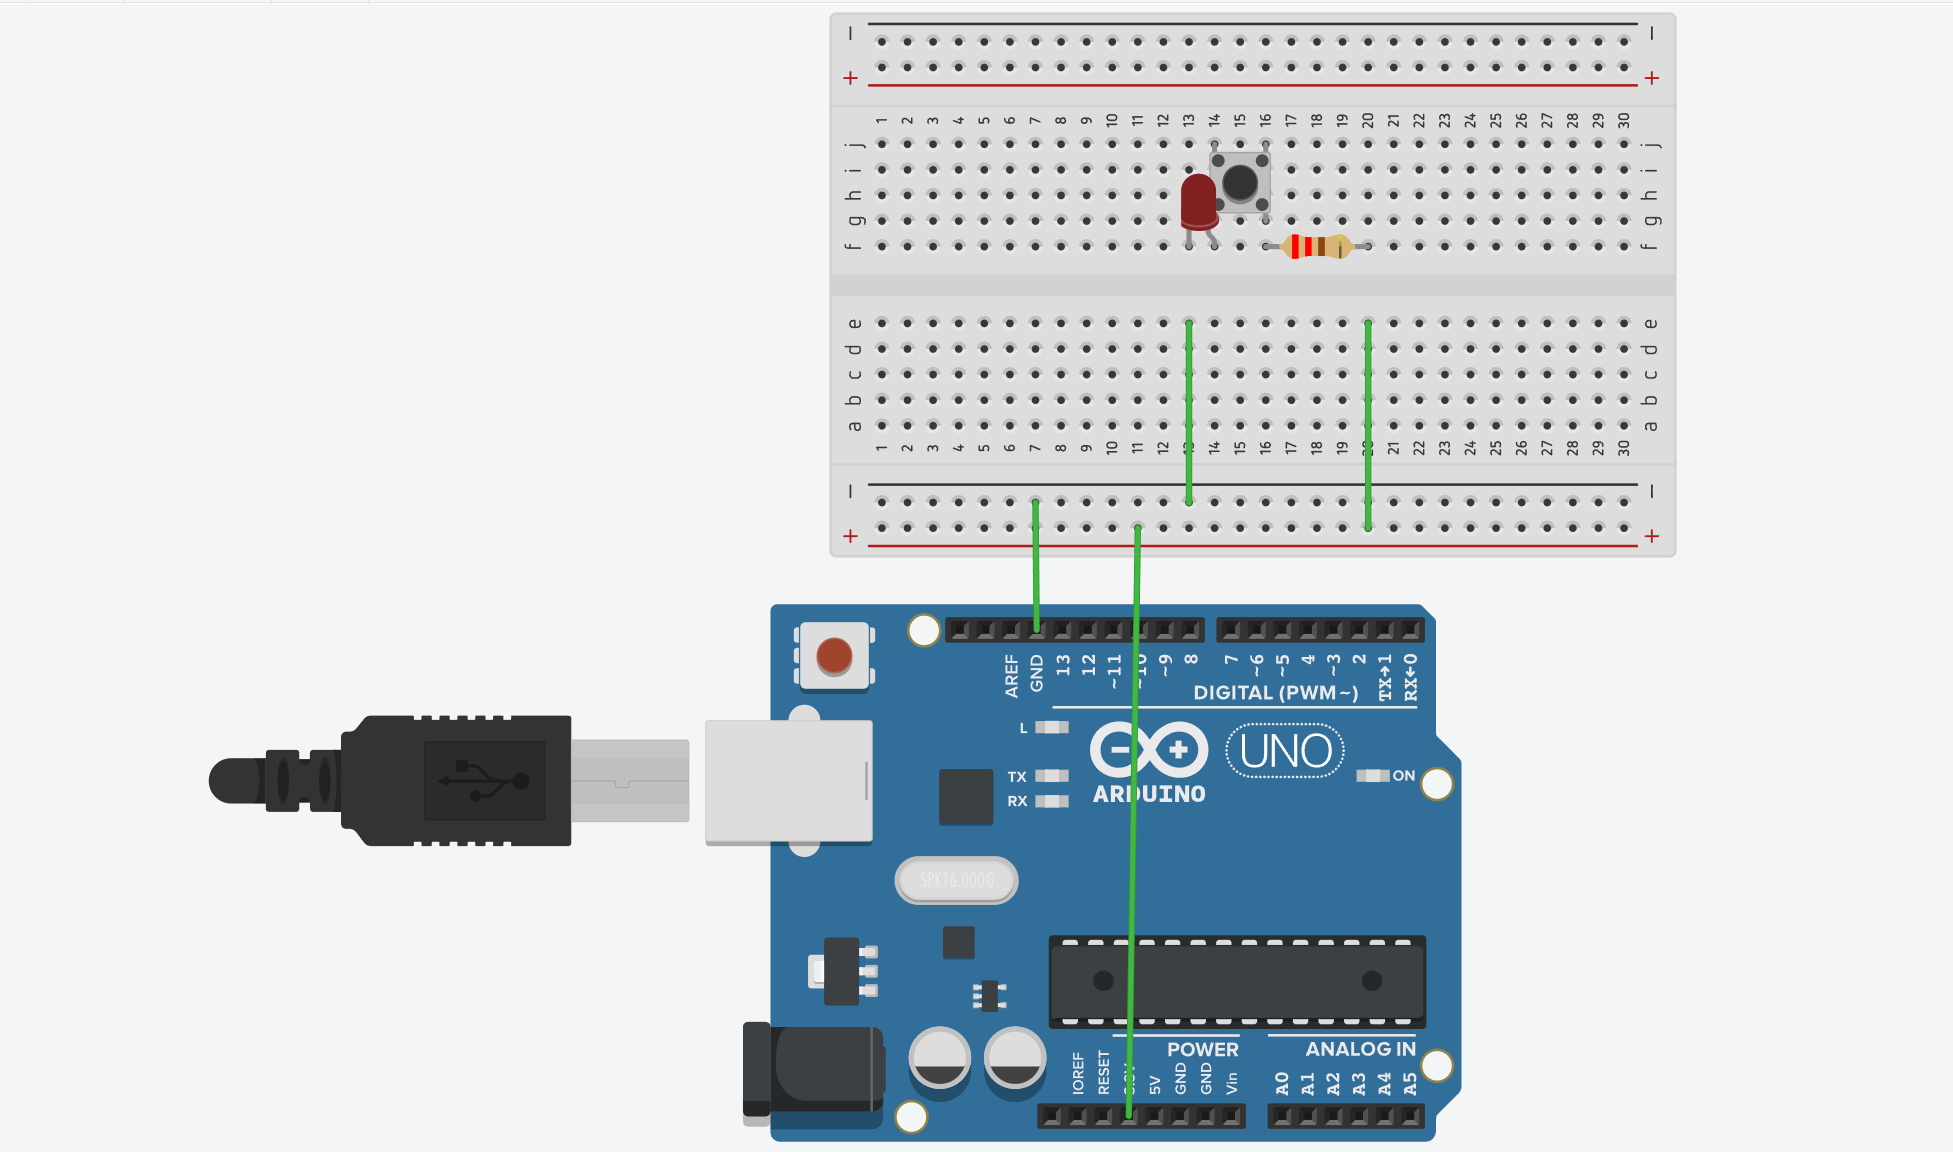 − −
+ +
1 2 3 4 5 6 7 8 9 10 11 12 13 14 15 16 17 18 19 20 21 22 23 24 25 26 27 28 29 30
j j
i i
h h
g g
f f
e e
d d
c c
b b
a a
1 2 3 4 5 6 7 8 9 10 11 12 13 14 15 16 17 18 19 20 21 22 23 24 25 26 27 28 29 30
− −
+ +
AREF GND 13 12 ~11 ~10 ~9 8 7 ~6 ~5 4 ~3 2 TX→1 RX←0
DIGITAL (PWM~)
L
UNO
TX
ON
RX
ARDUINO
SPK16.000G
POWER ANALOG IN
IOREF RESET 3.3V 5V GND GND Vin A0 A1 A2 A3 A4 A5